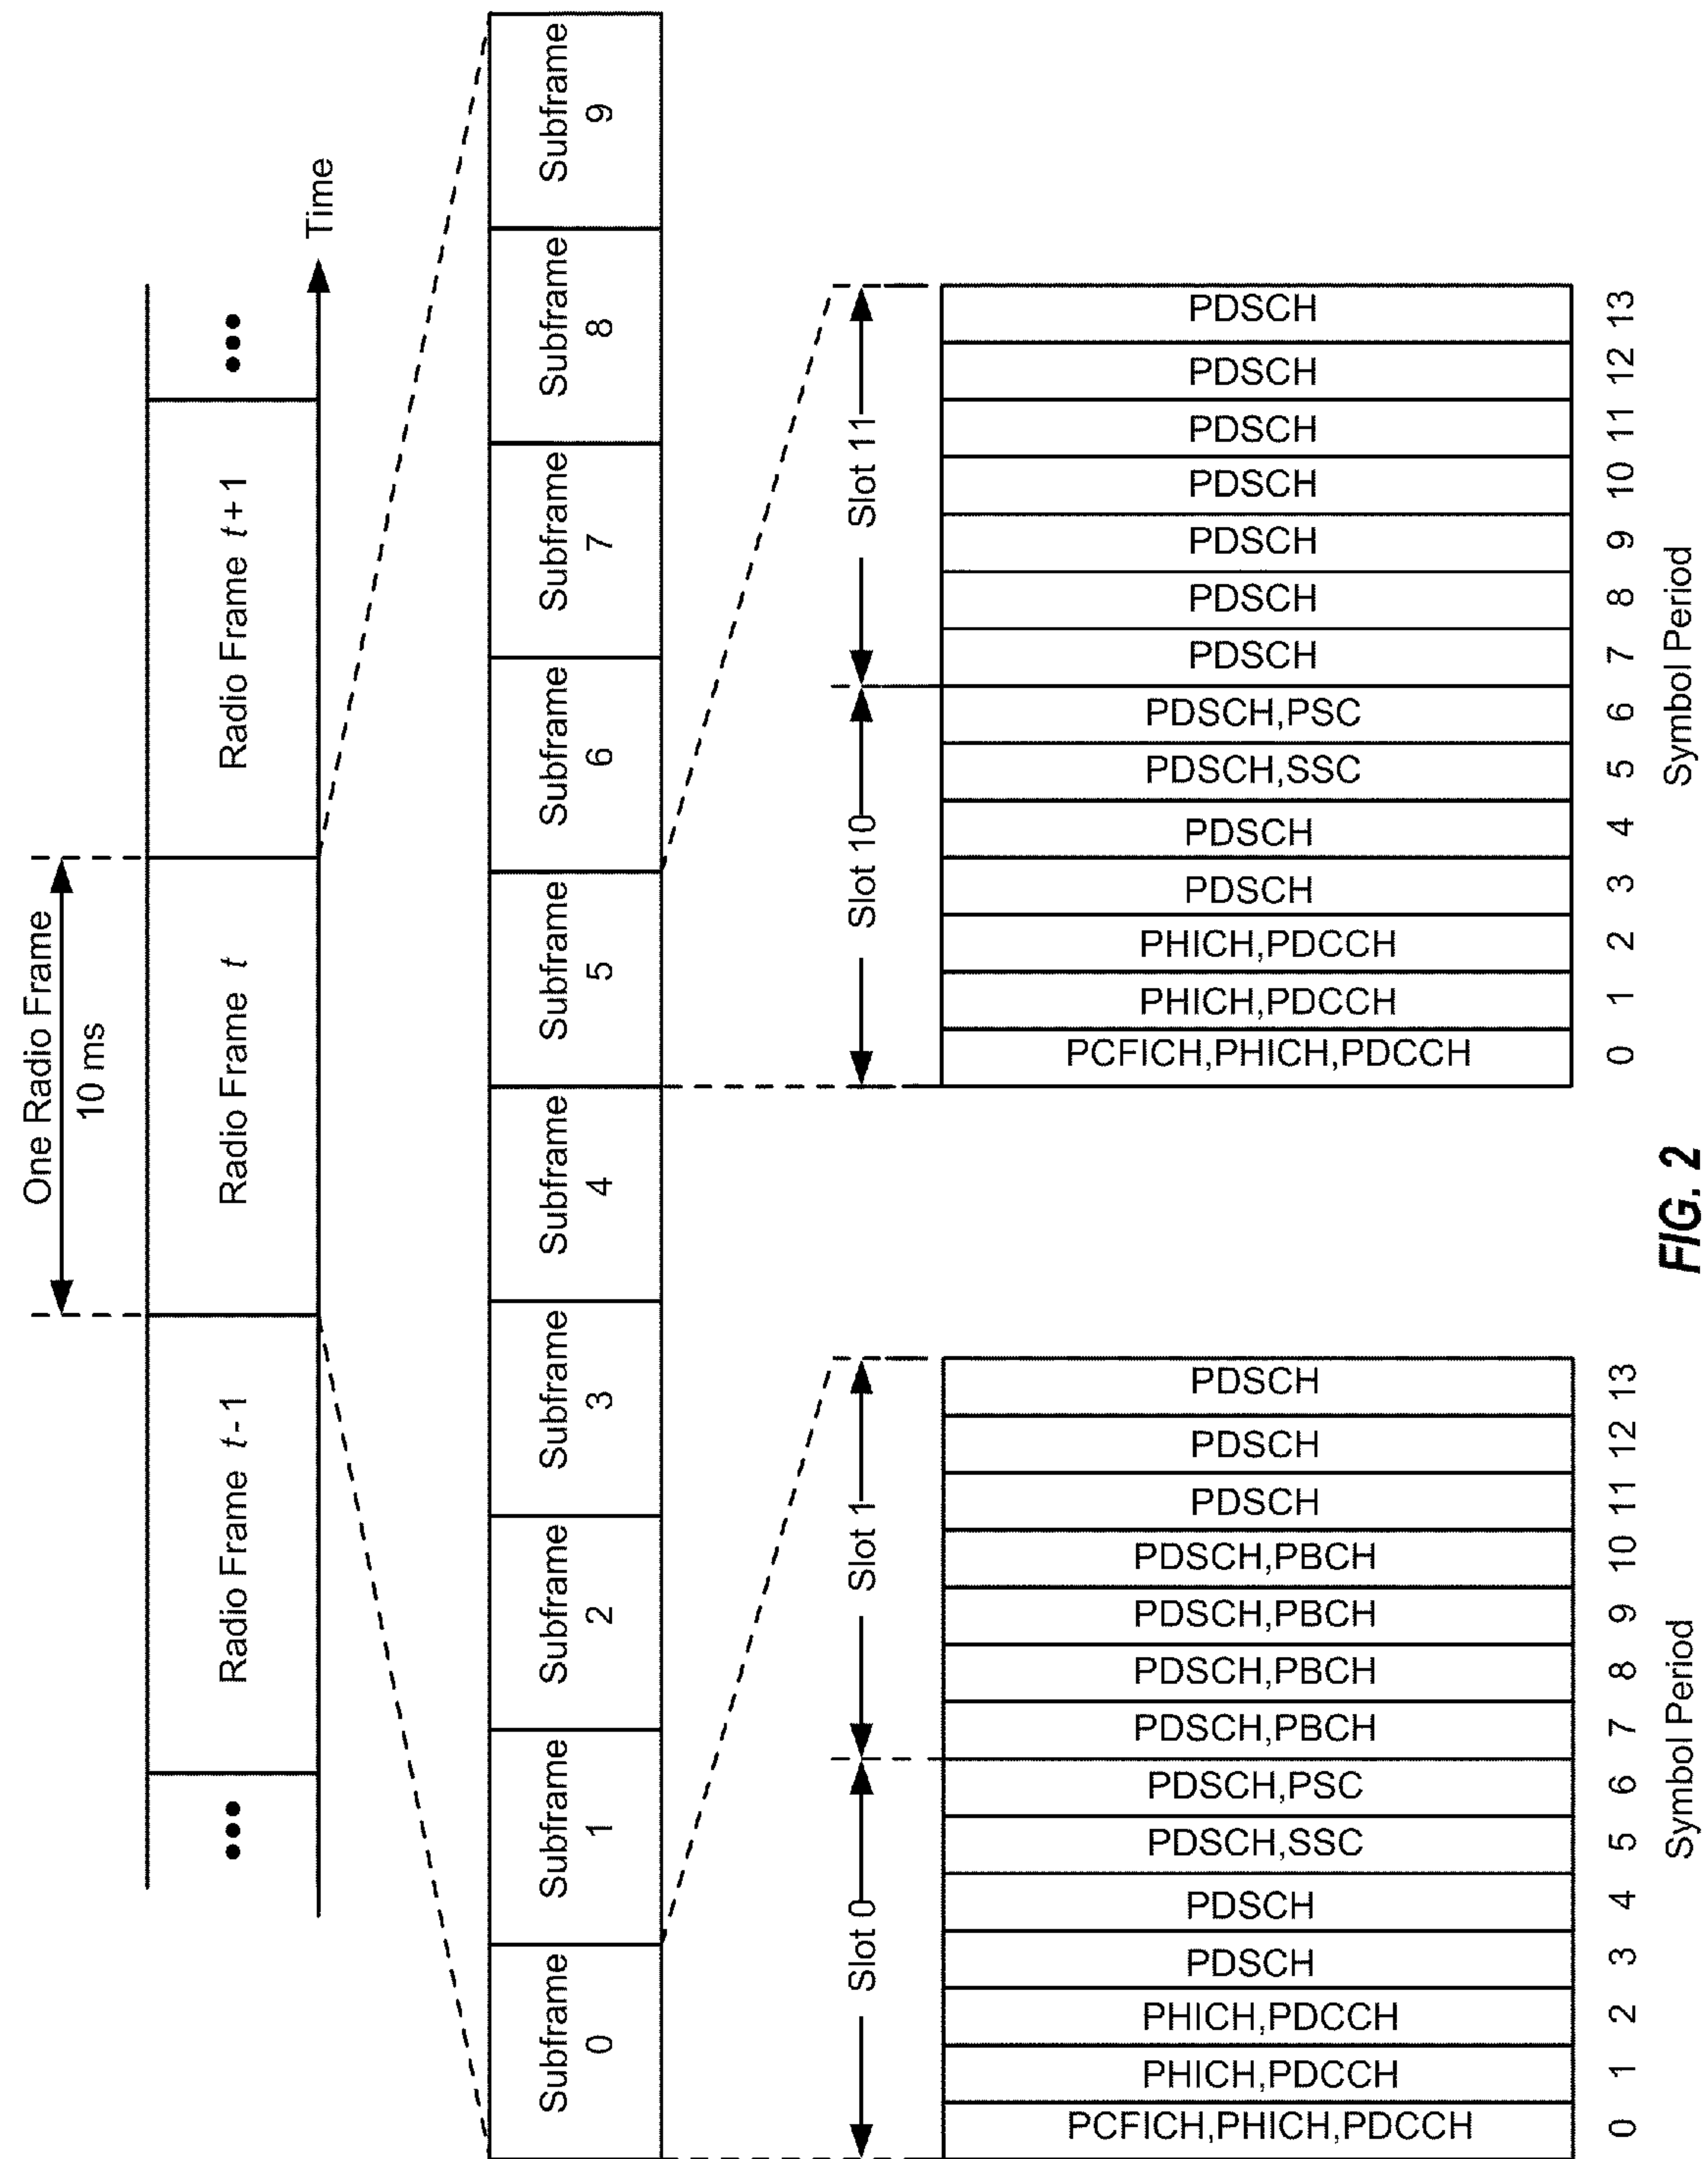 One Radio Frame
10 ms
Radio Frame t-1
Radio Frame t
Radio Frame t+1
Time
Subframe
0
Subframe
1
Subframe
2
Subframe
3
Subframe
4
Subframe
5
Subframe
6
Subframe
7
Subframe
8
Subframe
9
Slot 0
Slot 1
PCFICH,PHICH,PDCCH
PHICH,PDCCH
PHICH,PDCCH
PDSCH
PDSCH
PDSCH,SSC
PDSCH,PSC
PDSCH,PBCH
PDSCH,PBCH
PDSCH,PBCH
PDSCH,PBCH
PDSCH
PDSCH
PDSCH
0 1 2 3 4 5 6 7 8 9 10 11 12 13
Symbol Period
Slot 10
Slot 11
PCFICH,PHICH,PDCCH
PHICH,PDCCH
PHICH,PDCCH
PDSCH
PDSCH
PDSCH,SSC
PDSCH,PSC
PDSCH
PDSCH
PDSCH
PDSCH
PDSCH
PDSCH
PDSCH
0 1 2 3 4 5 6 7 8 9 10 11 12 13
Symbol Period
FIG. 2